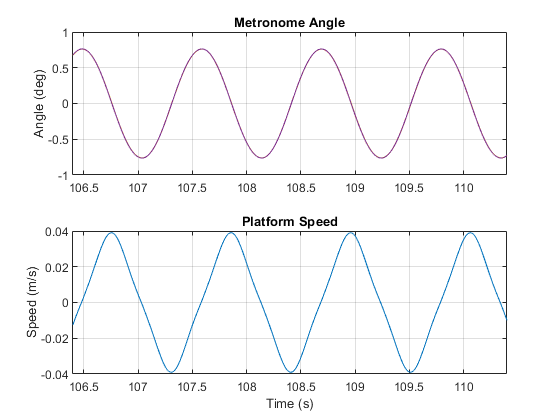 Metronome Angle
1
0.5
0
-0.5
-1
Angle (deg)
106.5 107 107.5 108 108.5 109 109.5 110
Platform Speed
0.04
0.02
0
-0.02
-0.04
Speed (m/s)
106.5 107 107.5 108 108.5 109 109.5 110
Time (s)